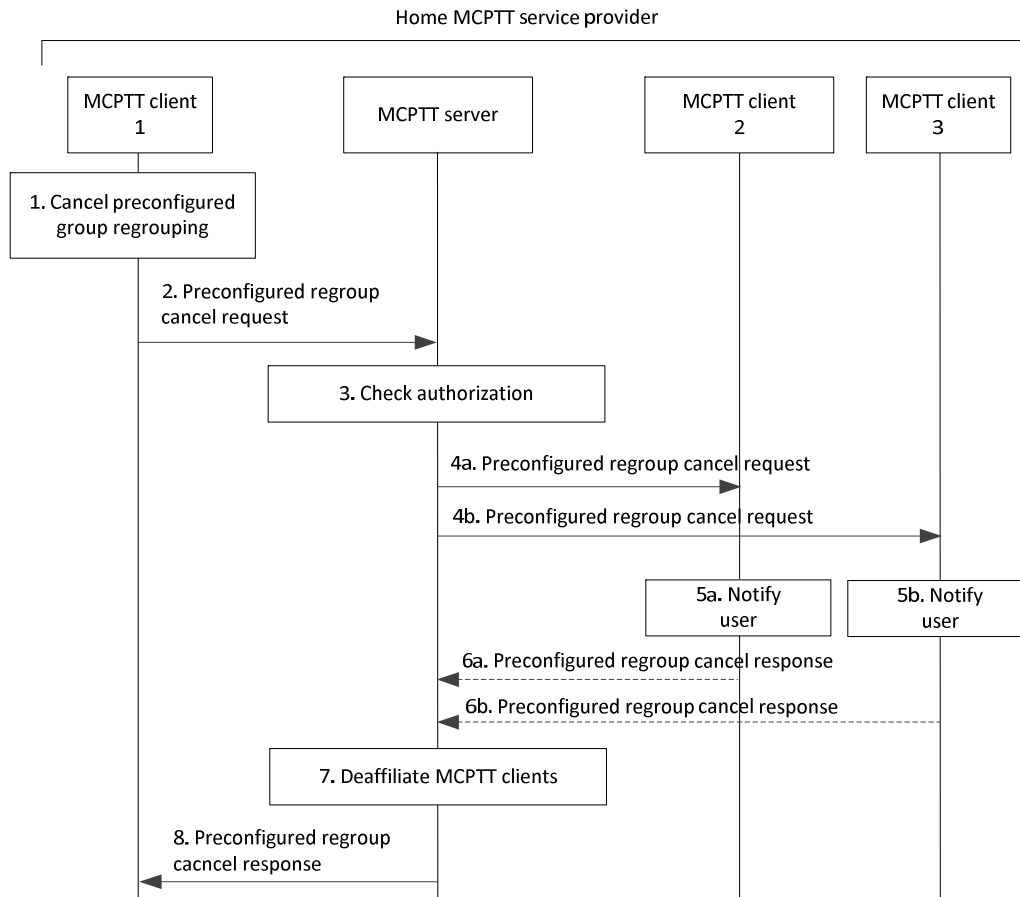 Home MCPTT service provider
MCPTT client
1
MCPTT server
MCPTT client
2
MCPTT client
3
1. Cancel preconfigured
group regrouping
2. Preconfigured regroup
cancel request
3. Check authorization
4a. Preconfigured regroup cancel request
4b. Preconfigured regroup cancel request
5a. Notify
user
5b. Notify
user
6a. Preconfigured regroup cancel response
6b. Preconfigured regroup cancel response
7. Deaffiliate MCPTT clients
8. Preconfigured regroup
cacncel response